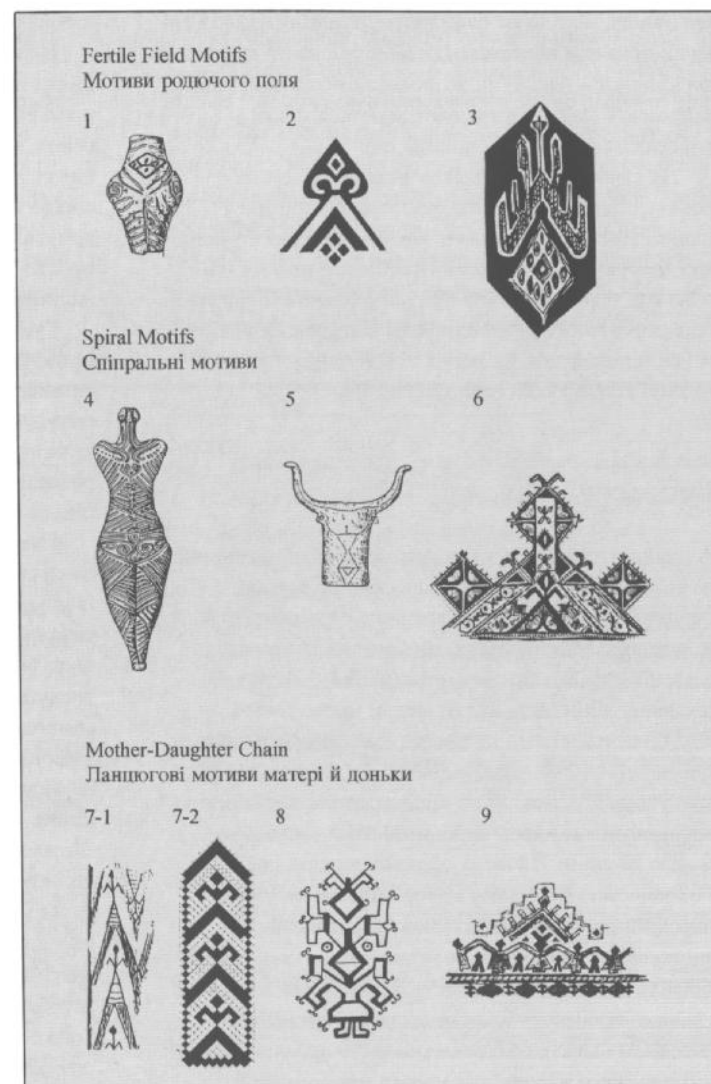 Fertile Field Motifs
Мотиви родючого поля
1 2 3
Spiral Motifs
Спіпральні мотиви
4 5 6
Mother-Daughter Chain
Ланцюгові мотиви матері й доньки
7-1 7-2 8 9